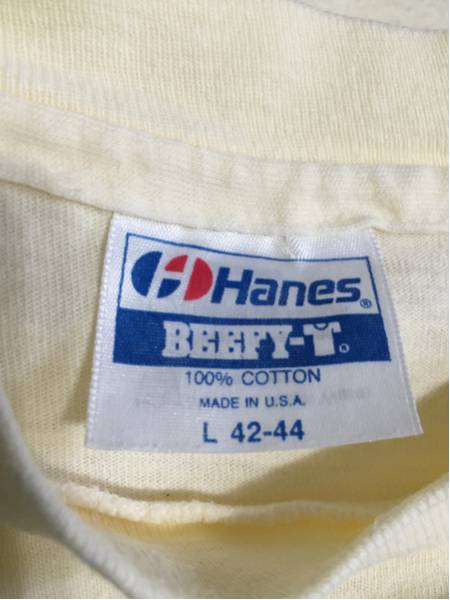 Hanes®
BEEFY-T®
100% COTTON
MADE IN U.S.A.
L 42-44